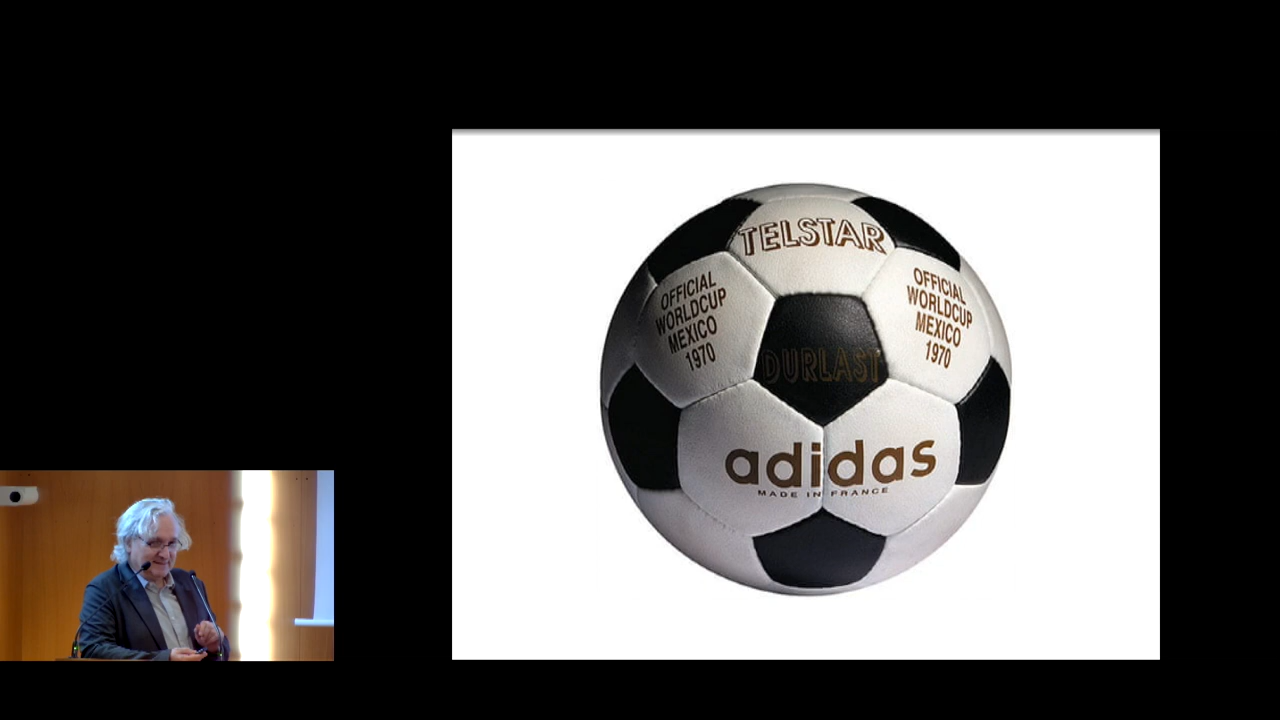 TELSTAR
OFFICIAL
WORLDCUP
MEXICO
1970
OFFICIAL
WORLDCUP
MEXICO
1970
DURLAST
adidas
MADE IN FRANCE